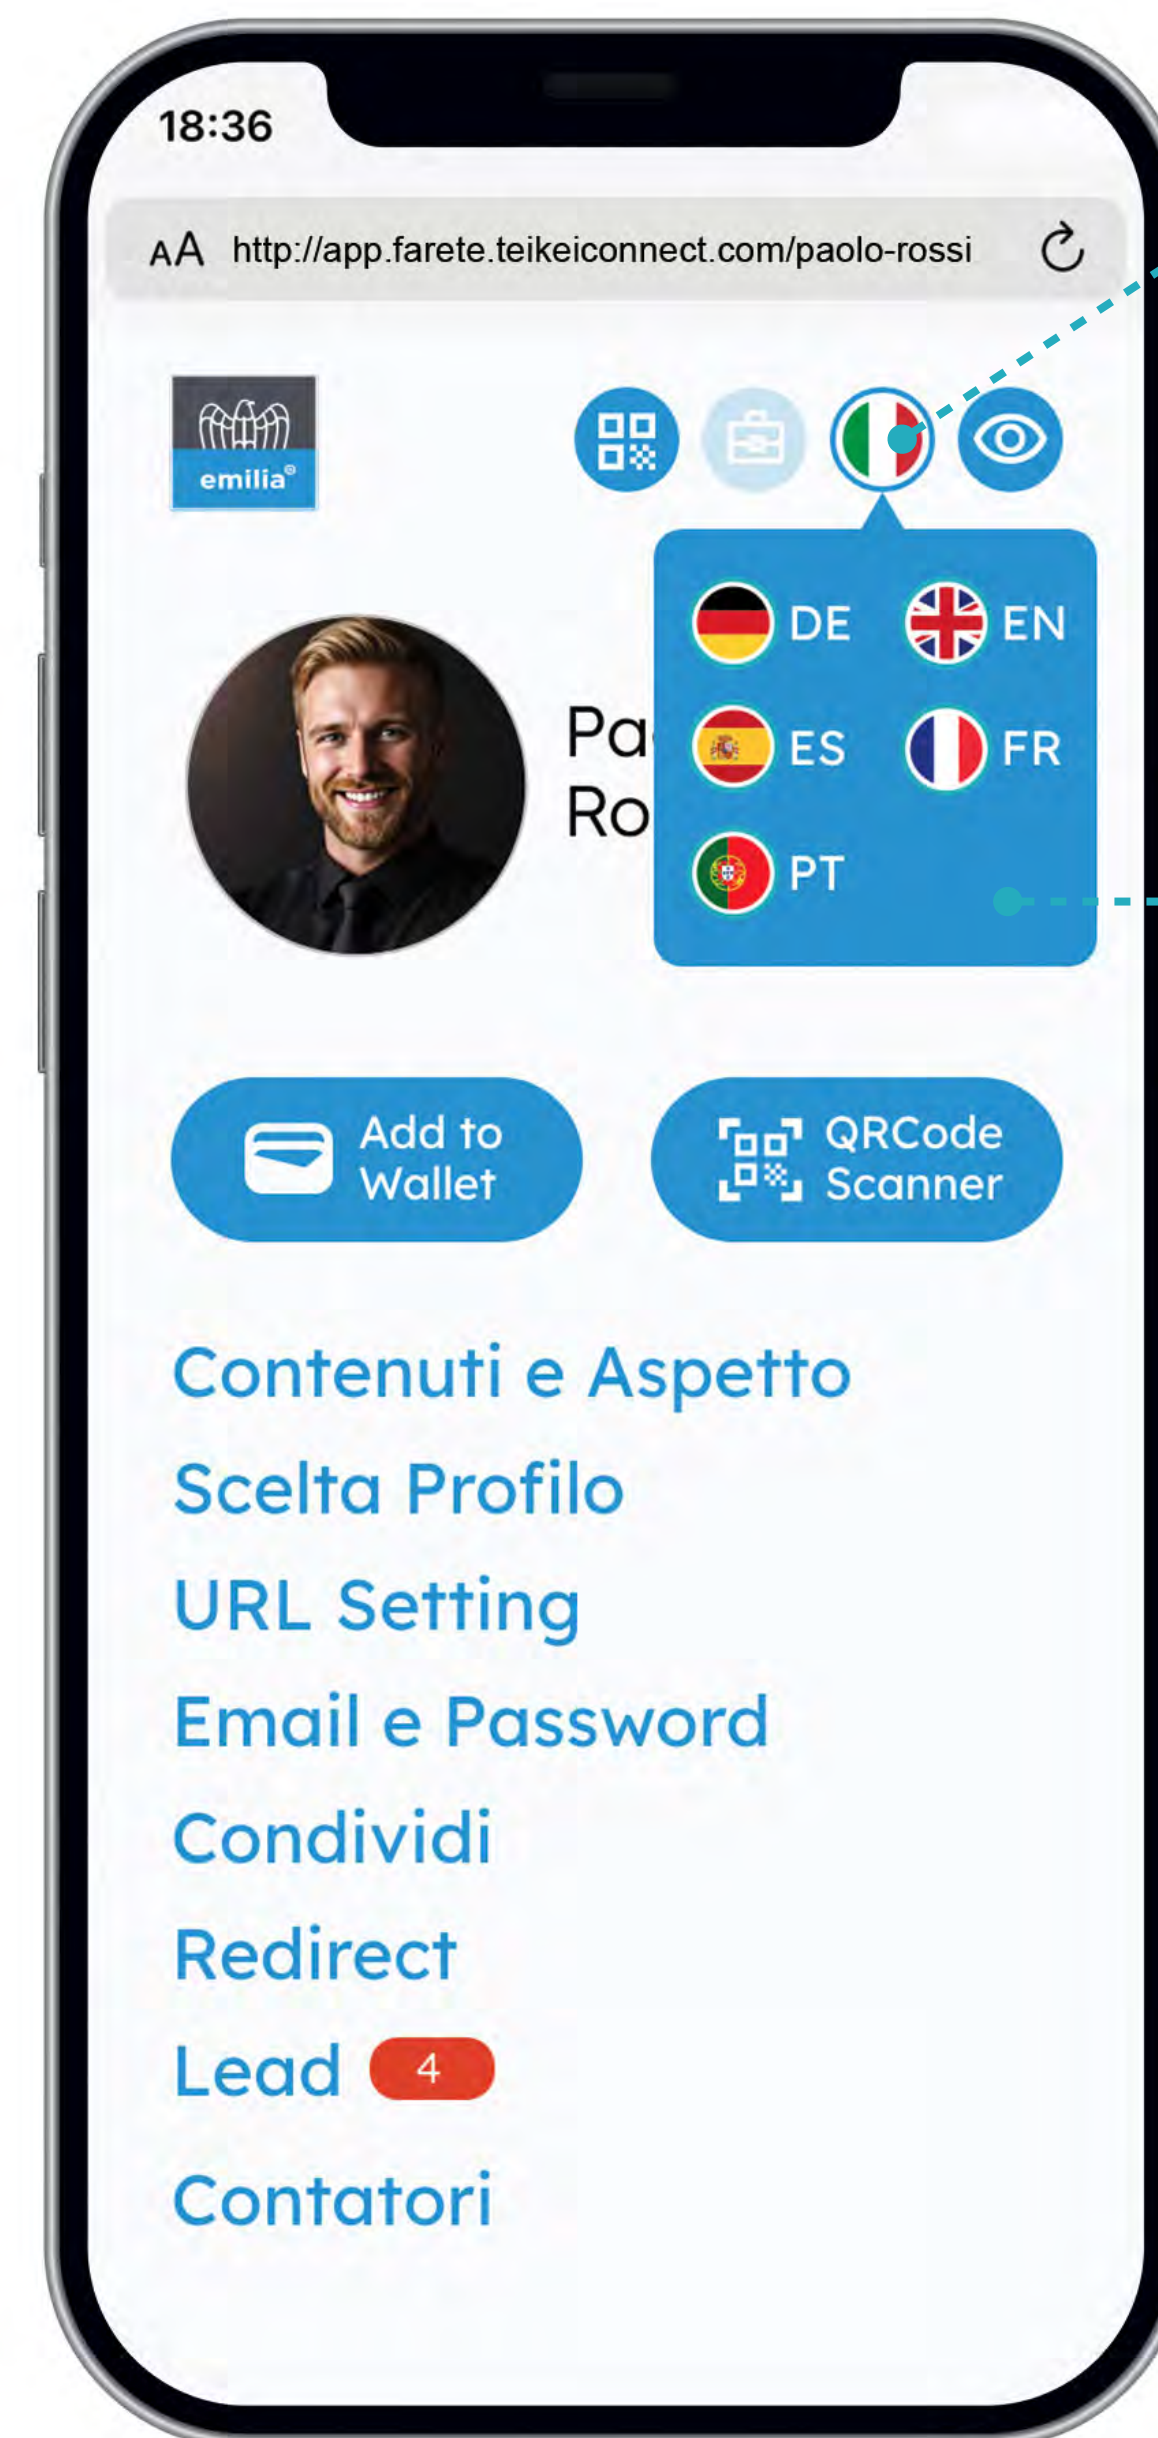 18:36
AA http://app.farete.teikeiconnect.com/paolo-rossi
emilia®
DE EN
Pa
ES FR
Ro
PT
Add to
Wallet
QRCode
Scanner
Contenuti e Aspetto
Scelta Profilo
URL Setting
Email e Password
Condividi
Redirect
Lead 4
Contatori